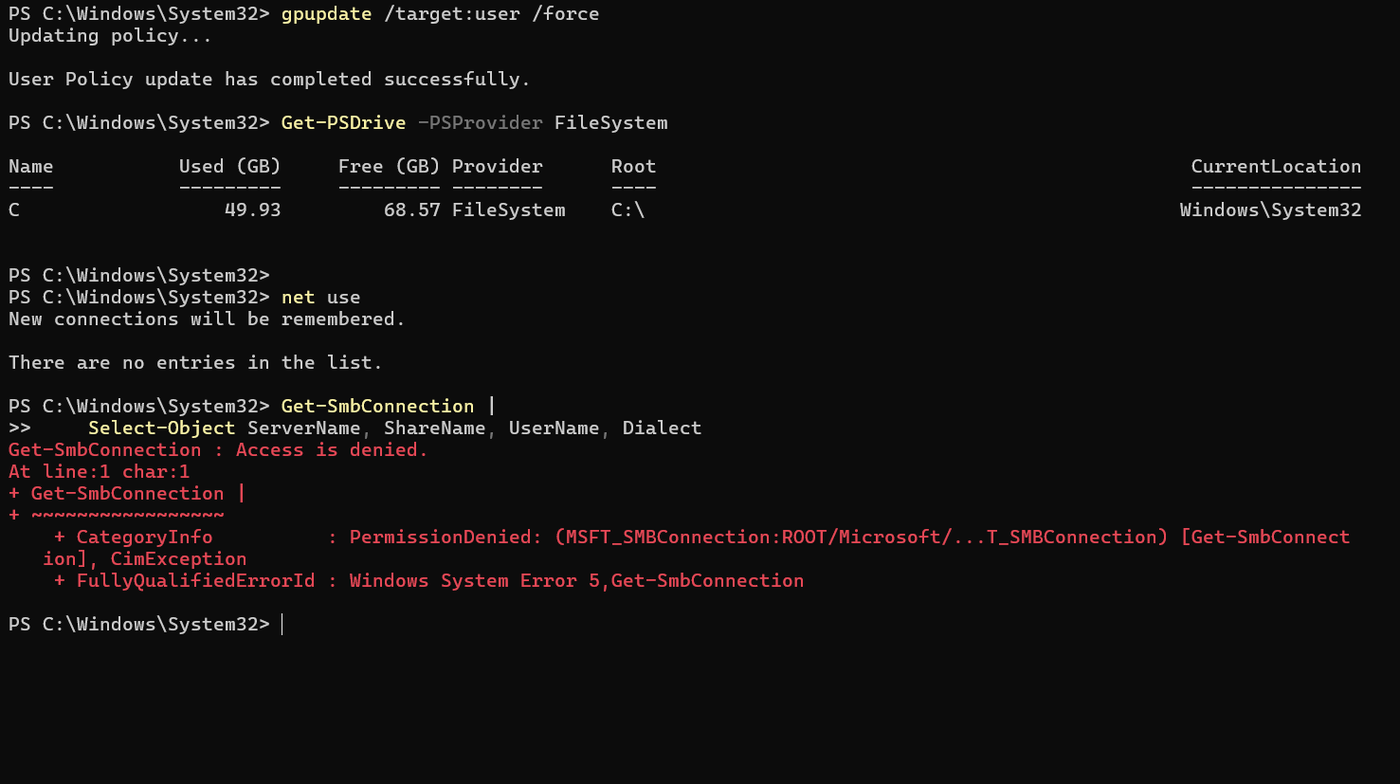 PS C:\Windows\System32> gpupdate /target:user /force
Updating policy...
User Policy update has completed successfully.
PS C:\Windows\System32> Get-PSDrive -PSProvider FileSystem
Name           Used (GB)     Free (GB) Provider      Root                                               CurrentLocation
----           ---------     --------- --------      ----                                               ---------------
C                  49.93         68.57 FileSystem    C:\                                               Windows\System32
PS C:\Windows\System32>
PS C:\Windows\System32> net use
New connections will be remembered.
There are no entries in the list.
PS C:\Windows\System32> Get-SmbConnection |
>>     Select-Object ServerName, ShareName, UserName, Dialect
Get-SmbConnection : Access is denied.
At line:1 char:1
+ Get-SmbConnection |
+ ~~~~~~~~~~~~~~~~~
    + CategoryInfo          : PermissionDenied: (MSFT_SMBConnection:ROOT/Microsoft/...T_SMBConnection) [Get-SmbConnect
   ion], CimException
    + FullyQualifiedErrorId : Windows System Error 5,Get-SmbConnection
PS C:\Windows\System32>